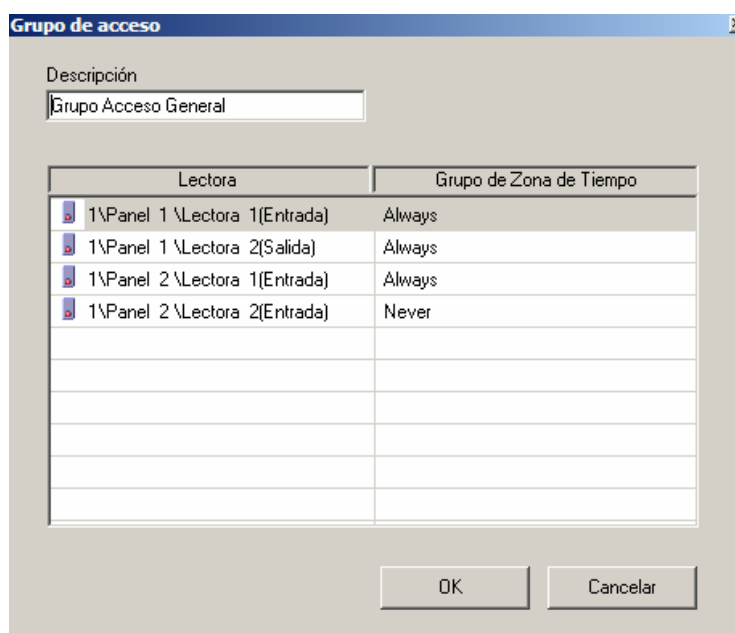 Grupo de acceso
Descripción
Grupo Acceso General
Lectora Grupo de Zona de Tiempo
1\Panel 1 \Lectora 1(Entrada) Always
1\Panel 1 \Lectora 2(Salida) Always
1\Panel 2 \Lectora 1(Entrada) Always
1\Panel 2 \Lectora 2(Entrada) Never
OK Cancelar